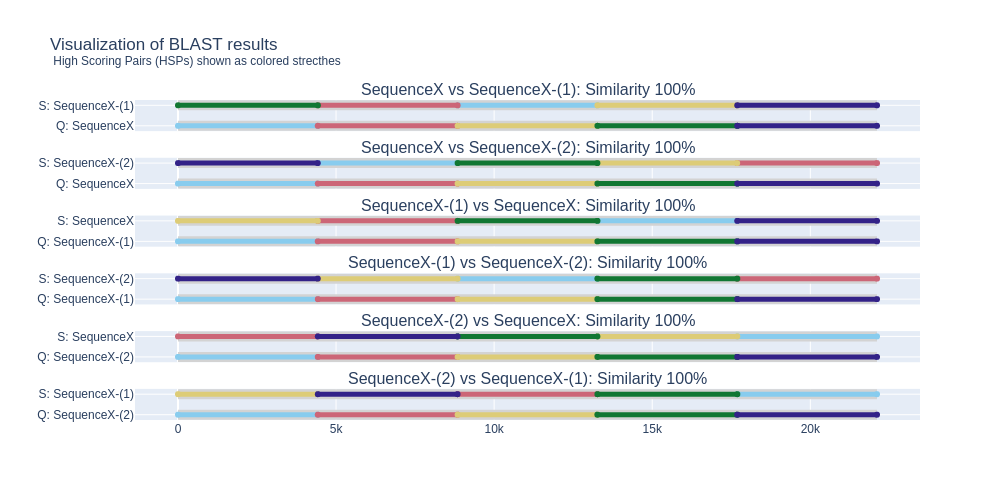 Visualization of BLAST results
High Scoring Pairs (HSPs) shown as colored strecthes
SequenceX vs SequenceX-(1): Similarity 100%
S: SequenceX-(1)
Q: SequenceX
SequenceX vs SequenceX-(2): Similarity 100%
S: SequenceX-(2)
Q: SequenceX
SequenceX-(1) vs SequenceX: Similarity 100%
S: SequenceX
Q: SequenceX-(1)
SequenceX-(1) vs SequenceX-(2): Similarity 100%
S: SequenceX-(2)
Q: SequenceX-(1)
SequenceX-(2) vs SequenceX: Similarity 100%
S: SequenceX
Q: SequenceX-(2)
SequenceX-(2) vs SequenceX-(1): Similarity 100%
S: SequenceX-(1)
Q: SequenceX-(2)
0 5k 10k 15k 20k